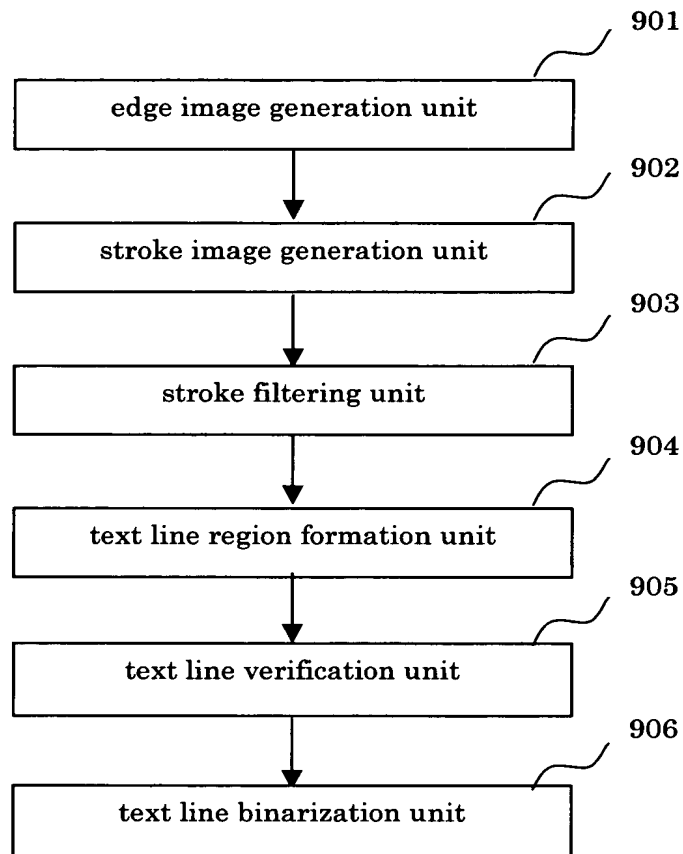 901
edge image generation unit
902
stroke image generation unit
903
stroke filtering unit
904
text line region formation unit
905
text line verification unit
906
text line binarization unit